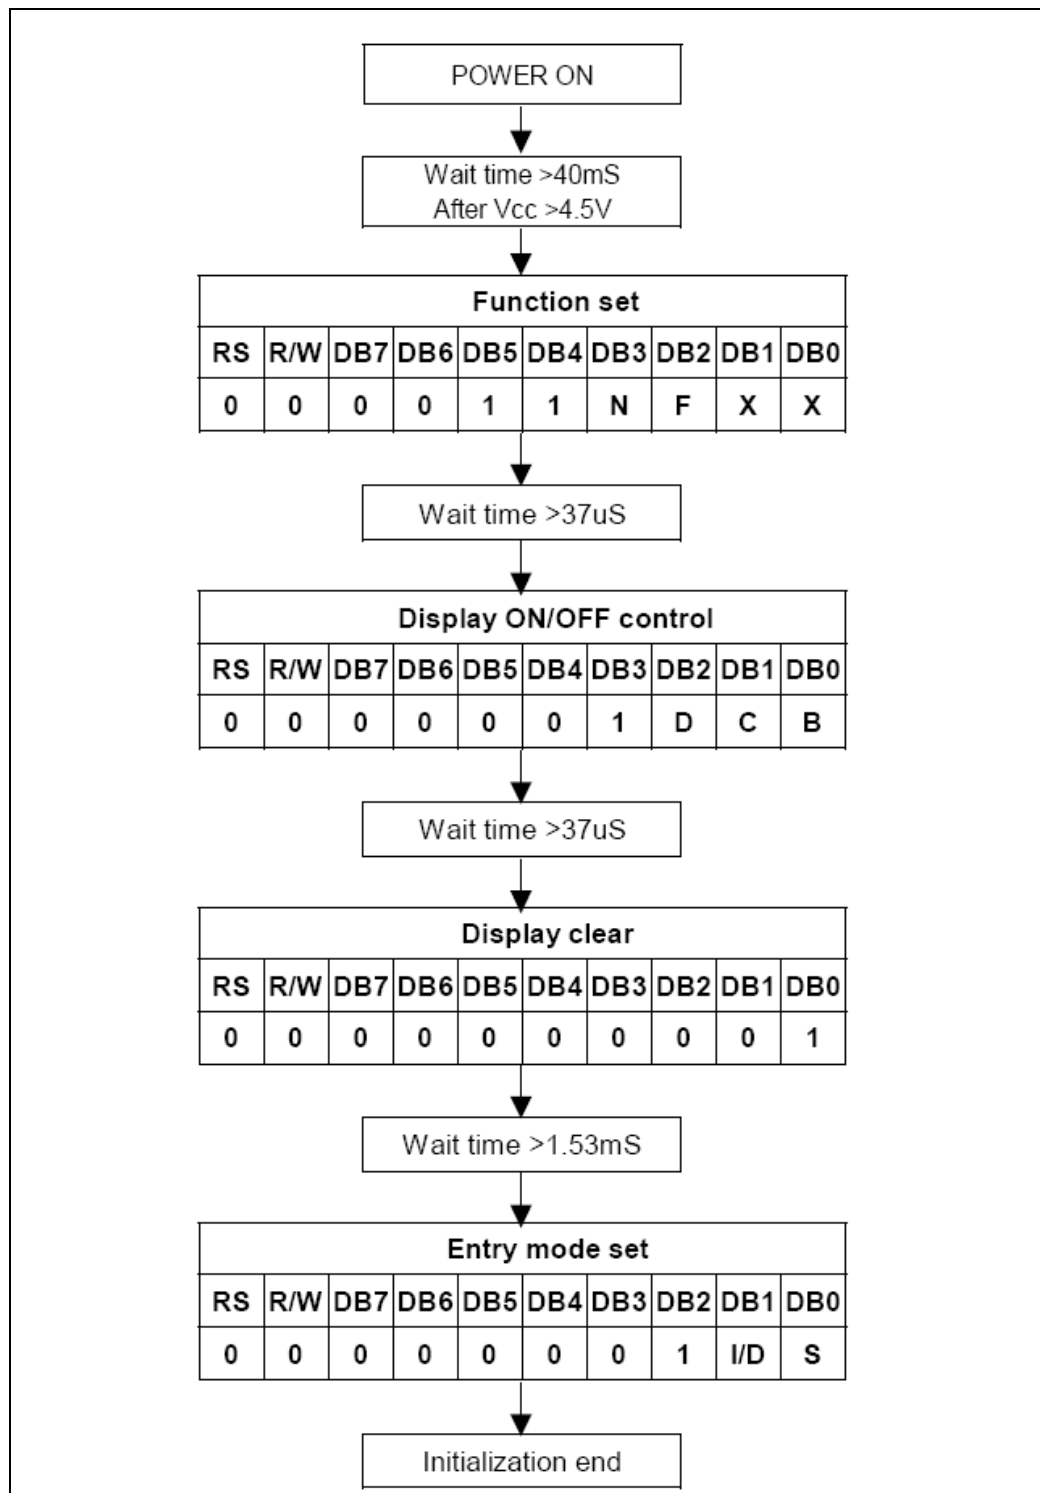 POWER ON
Wait time >40mS
After Vcc >4.5V
Function set
RS R/W DB7 DB6 DB5 DB4 DB3 DB2 DB1 DB0
0 0 0 0 1 1 N F X X
Wait time >37uS
Display ON/OFF control
RS R/W DB7 DB6 DB5 DB4 DB3 DB2 DB1 DB0
0 0 0 0 0 0 1 D C B
Wait time >37uS
Display clear
RS R/W DB7 DB6 DB5 DB4 DB3 DB2 DB1 DB0
0 0 0 0 0 0 0 0 0 1
Wait time >1.53mS
Entry mode set
RS R/W DB7 DB6 DB5 DB4 DB3 DB2 DB1 DB0
0 0 0 0 0 0 0 1 I/D S
Initialization end